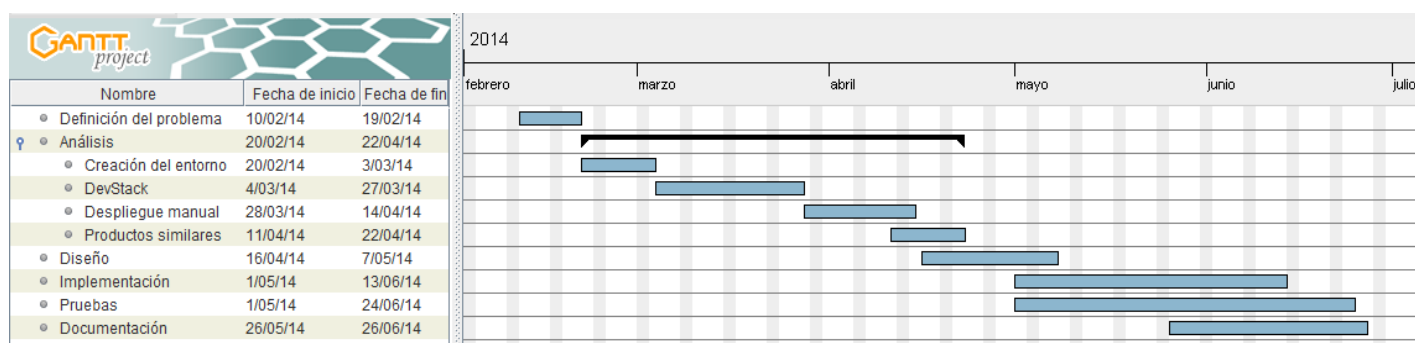 GANTT
project
2014
febrero marzo abril mayo junio julio
Nombre Fecha de inicio Fecha de fin
Definición del problema 10/02/14 19/02/14
Análisis 20/02/14 22/04/14
Creación del entorno 20/02/14 3/03/14
DevStack 4/03/14 27/03/14
Despliegue manual 28/03/14 14/04/14
Productos similares 11/04/14 22/04/14
Diseño 16/04/14 7/05/14
Implementación 1/05/14 13/06/14
Pruebas 1/05/14 24/06/14
Documentación 26/05/14 26/06/14